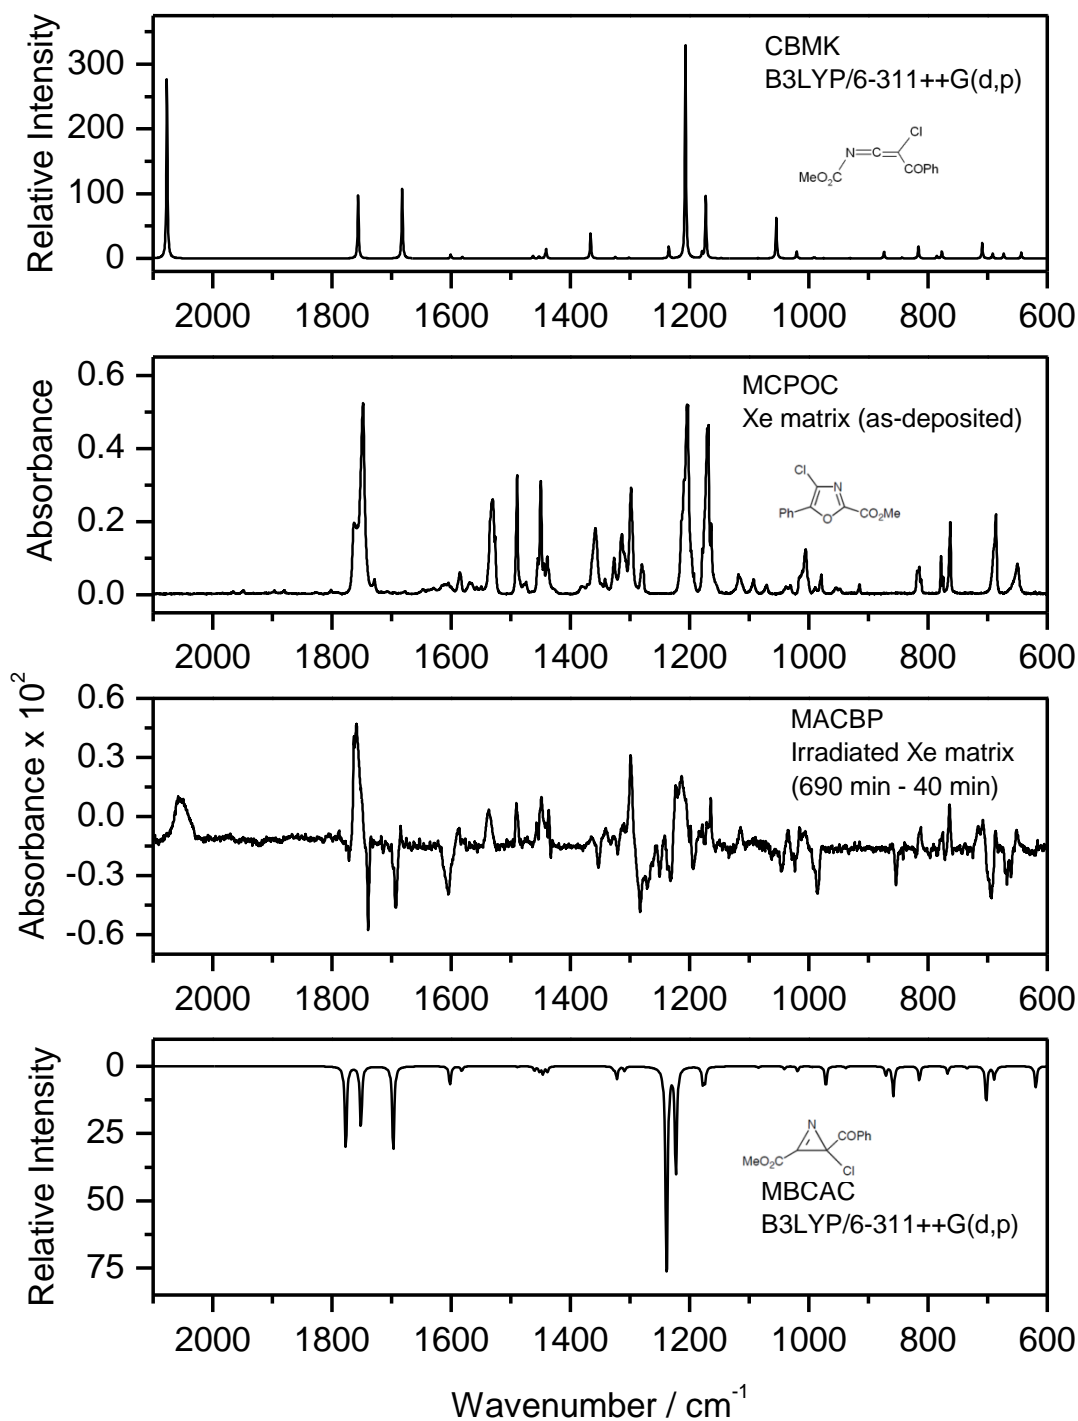 CBMK
B3LYP/6-311++G(d,p)
Cl
N
C
MeO₂C
COPh
Relative Intensity
300
200
100
0
2000 1800 1600 1400 1200 1000 800 600
MCPOC
Xe matrix (as-deposited)
Cl
N
Ph
O
CO₂Me
Absorbance
0.6
0.4
0.2
0.0
2000 1800 1600 1400 1200 1000 800 600
MACBP
Irradiated Xe matrix
(690 min - 40 min)
Absorbance x 10²
0.6
0.3
0.0
-0.3
-0.6
2000 1800 1600 1400 1200 1000 800 600
Relative Intensity
0
25
50
75
N
COPh
MeO₂C
Cl
MBCAC
B3LYP/6-311++G(d,p)
2000 1800 1600 1400 1200 1000 800 600
Wavenumber / cm⁻¹